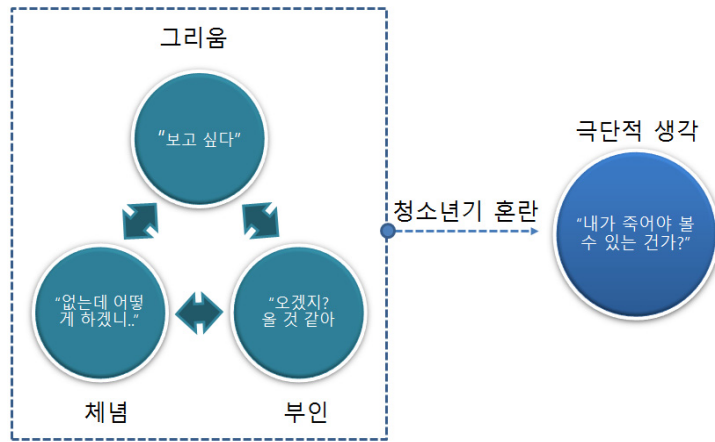 그리움
“보고 싶다”
“없는데 어떻
게 하겠니..”
“오겠지?
올 것 같아
체념
부인
청소년기 혼란
극단적 생각
“내가 죽어야 볼
수 있는 건가?”